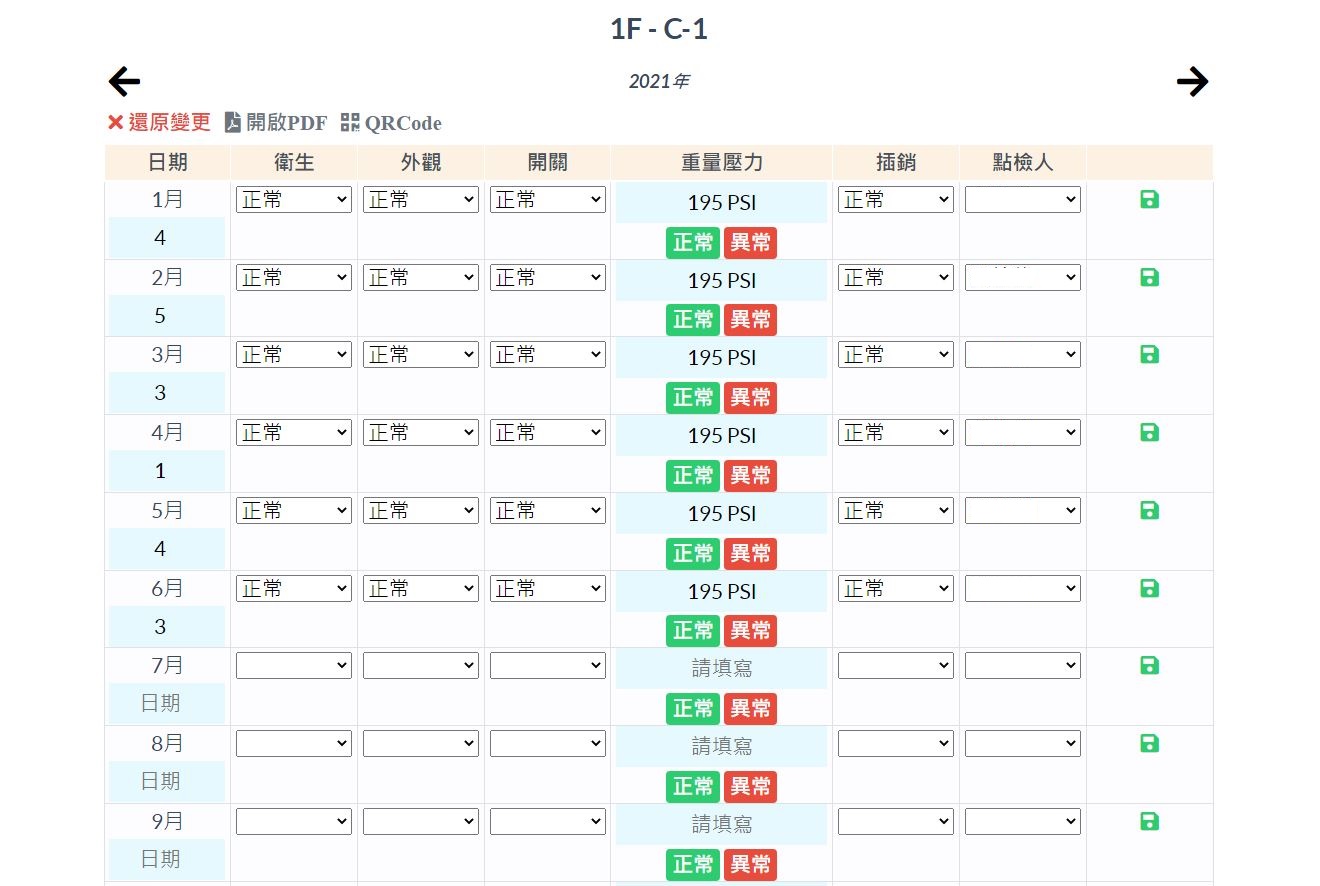 1F - C-1
2021年
還原變更 開啟PDF QRCode
日期 衛生 外觀 開關 重量壓力 插銷 點檢人
1月 正常 正常 正常 195 PSI 正常
4 正常 異常
2月 正常 正常 正常 195 PSI 正常
5 正常 異常
3月 正常 正常 正常 195 PSI 正常
3 正常 異常
4月 正常 正常 正常 195 PSI 正常
1 正常 異常
5月 正常 正常 正常 195 PSI 正常
4 正常 異常
6月 正常 正常 正常 195 PSI 正常
3 正常 異常
7月 請填寫
日期 正常 異常
8月 請填寫
日期 正常 異常
9月 請填寫
日期 正常 異常